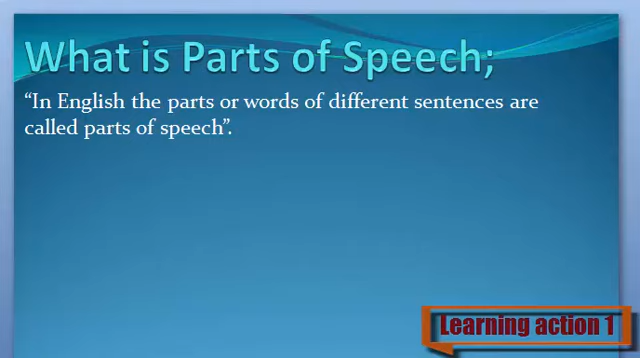 What is Parts of Speech;
“In English the parts or words of different sentences are
called parts of speech”.
Learning action 1